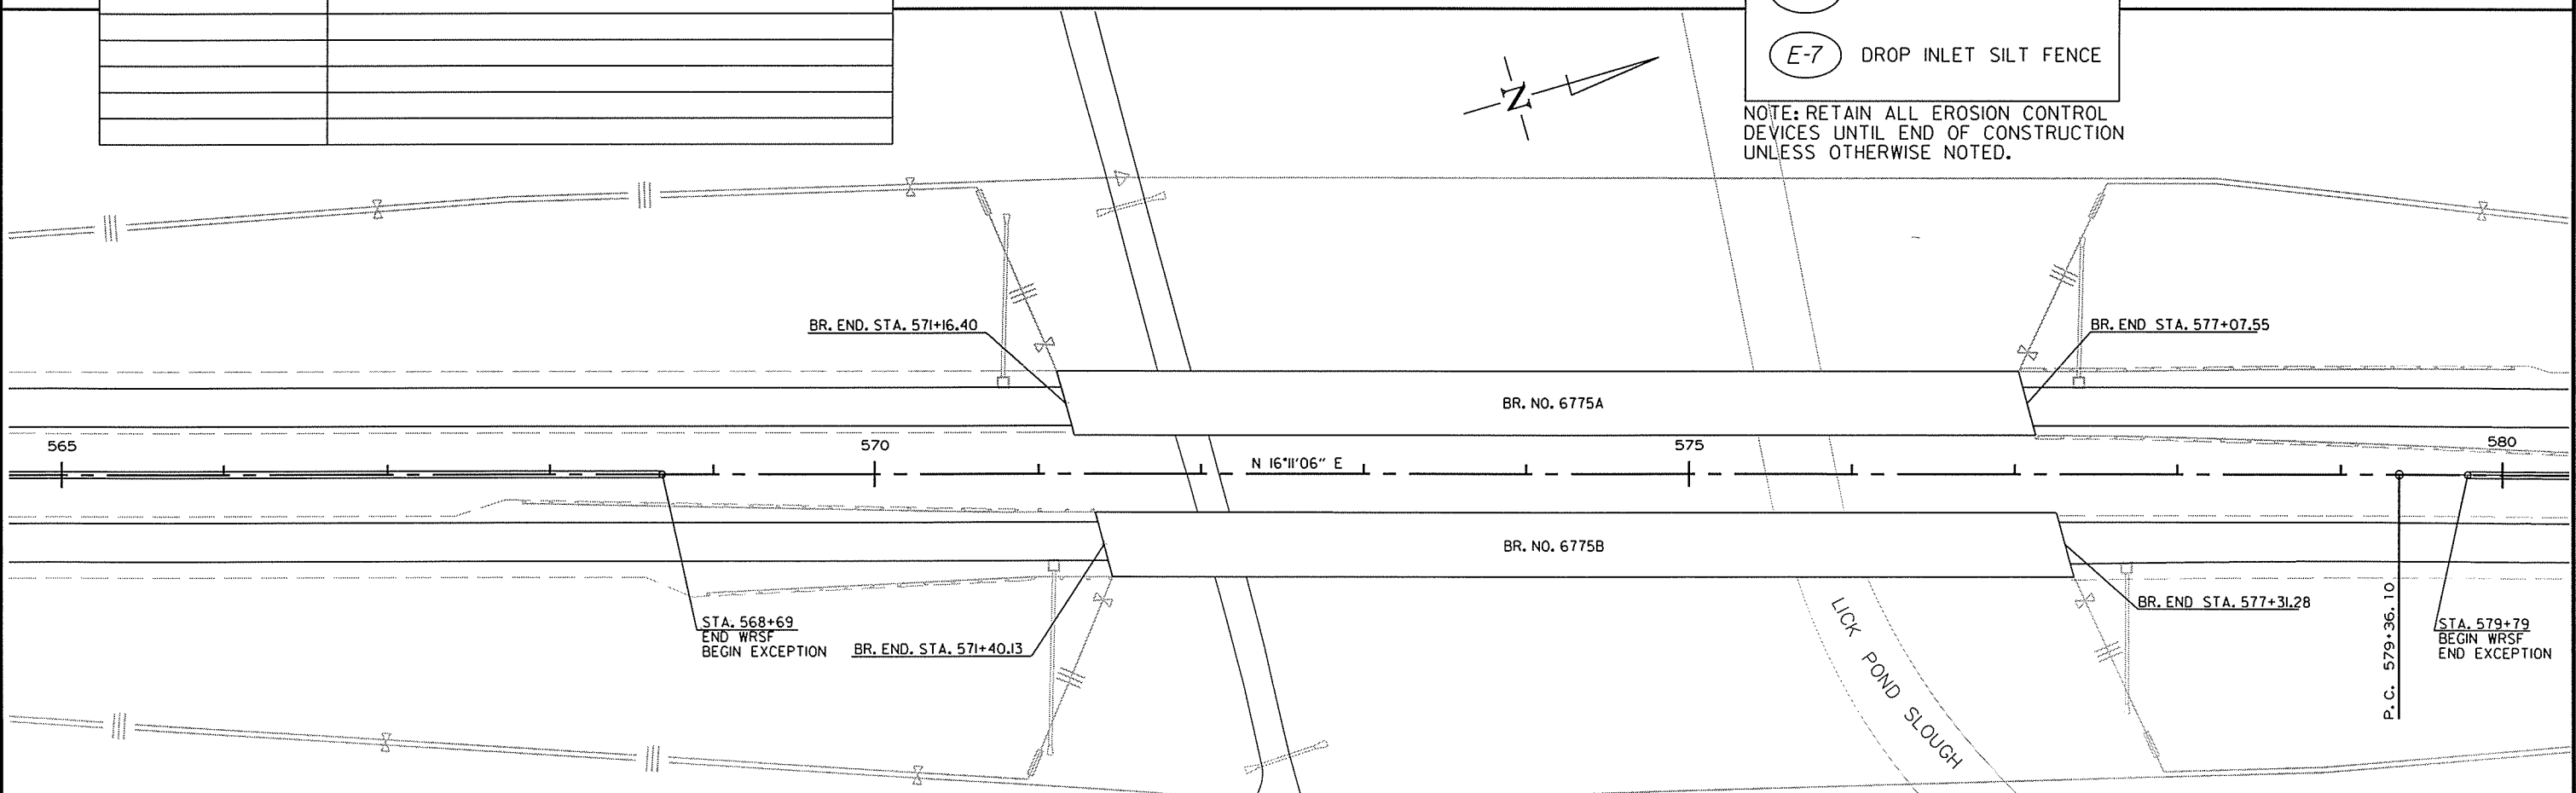 E-7 DROP INLET SILT FENCE
NOTE: RETAIN ALL EROSION CONTROL
DEVICES UNTIL END OF CONSTRUCTION
UNLESS OTHERWISE NOTED.
N
BR. END. STA. 571+16.40
BR. END STA. 577+07.55
BR. NO. 6775A
565
570
575
580
N 16°11'06" E
BR. NO. 6775B
STA. 568+69
END WRSF
BEGIN EXCEPTION
BR. END. STA. 571+40.13
LICK POND SLOUGH
BR. END STA. 577+31.28
P. C. 579+36. 10
STA. 579+79
BEGIN WRSF
END EXCEPTION